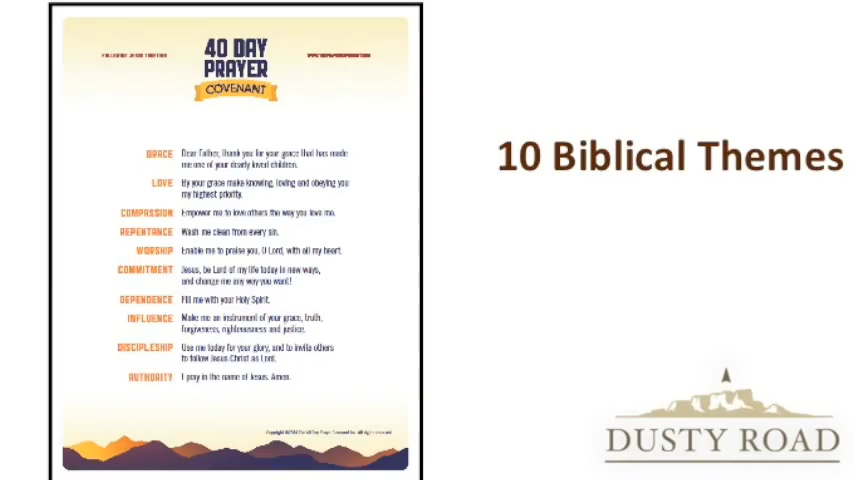 FOLLOWING JESUS TOGETHER
40 DAY
PRAYER
COVENANT
GRACE Dear Father, thank you for your grace that has made
me one of your dearly loved children.
LOVE By your grace make knowing, loving and obeying you
my highest priority.
COMPASSION Empower me to love others the way you love me.
REPENTANCE Wash me clean from every sin.
WORSHIP Enable me to praise you, O Lord, with all my heart.
COMMITMENT Jesus, be Lord of my life today in new ways,
and change me any way you want!
DEPENDENCE Fill me with your Holy Spirit.
INFLUENCE Make me an instrument of your grace, truth,
forgiveness, righteousness and justice.
DISCIPLESHIP Use me today for your glory, and to invite others
to follow Jesus Christ as Lord.
AUTHORITY I pray in the name of Jesus. Amen.
10 Biblical Themes
DUSTY ROAD